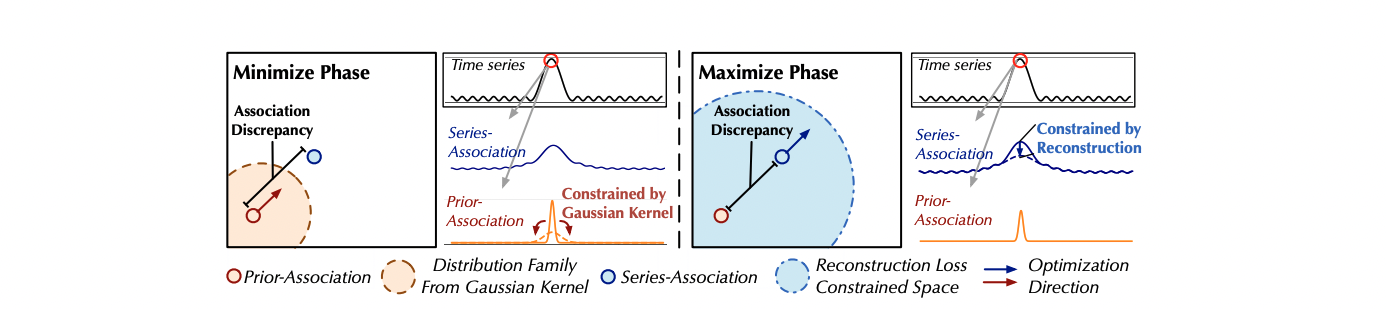 Minimize Phase
Association
Discrepancy
Time series
Series-
Association
Prior-
Association
Constrained by
Gaussian Kernel
Maximize Phase
Association
Discrepancy
Time series
Series-
Association
Constrained by
Reconstruction
Prior-
Association
Prior-Association
Distribution Family
From Gaussian Kernel
Series-Association
Reconstruction Loss
Constrained Space
Optimization
Direction